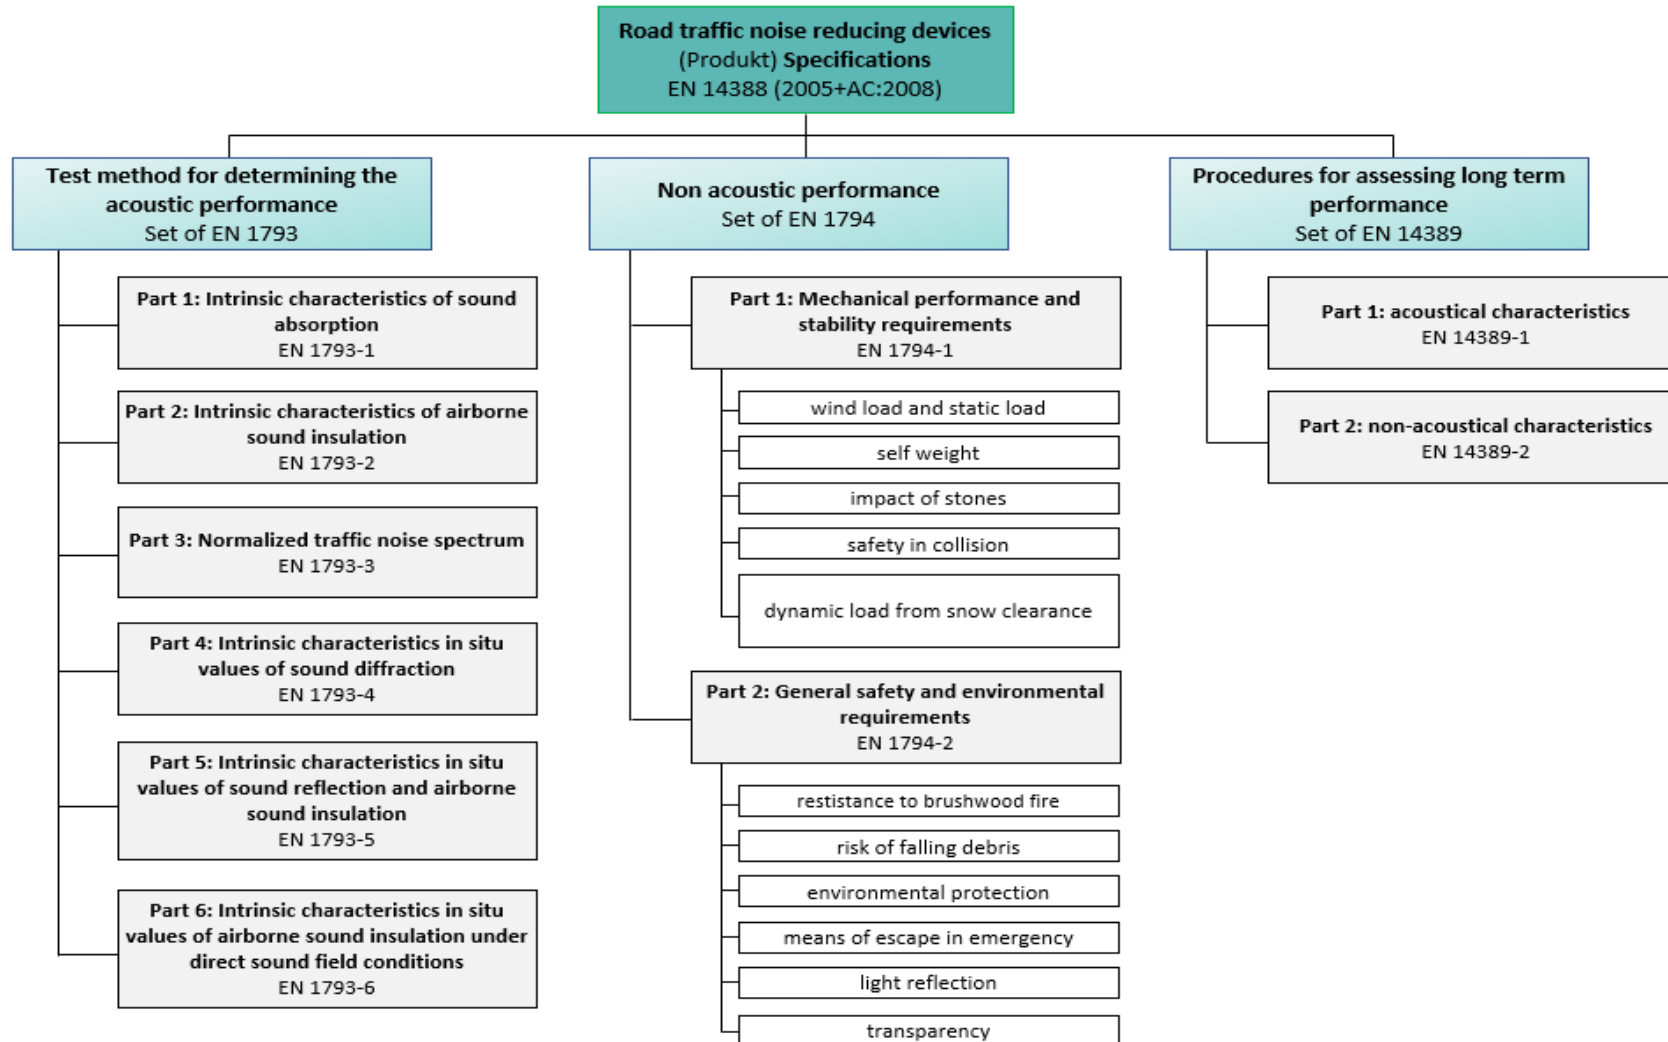 Road traffic noise reducing devices
(Produkt) Specifications
EN 14388 (2005+AC:2008)
Test method for determining the
acoustic performance
Set of EN 1793
Part 1: Intrinsic characteristics of sound
absorption
EN 1793-1
Part 2: Intrinsic characteristics of airborne
sound insulation
EN 1793-2
Part 3: Normalized traffic noise spectrum
EN 1793-3
Part 4: Intrinsic characteristics in situ
values of sound diffraction
EN 1793-4
Part 5: Intrinsic characteristics in situ
values of sound reflection and airborne
sound insulation
EN 1793-5
Part 6: Intrinsic characteristics in situ
values of airborne sound insulation under
direct sound field conditions
EN 1793-6
Non acoustic performance
Set of EN 1794
Part 1: Mechanical performance and
stability requirements
EN 1794-1
wind load and static load
self weight
impact of stones
safety in collision
dynamic load from snow clearance
Part 2: General safety and environmental
requirements
EN 1794-2
restistance to brushwood fire
risk of falling debris
environmental protection
means of escape in emergency
light reflection
transparency
Procedures for assessing long term
performance
Set of EN 14389
Part 1: acoustical characteristics
EN 14389-1
Part 2: non-acoustical characteristics
EN 14389-2